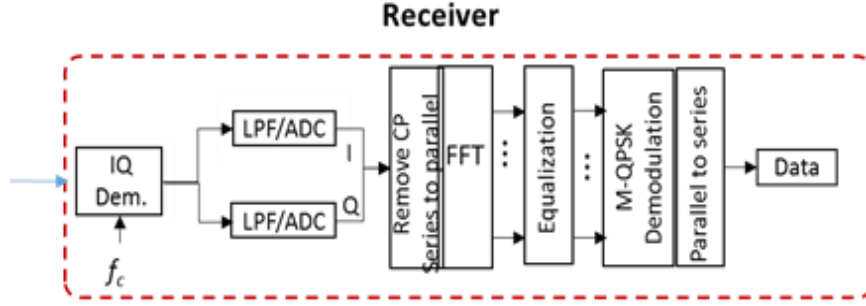 Receiver
IQ
Dem.
fc
LPF/ADC
I
LPF/ADC
Q
Remove CP
Series to parallel
FFT
...
Equalization
...
M-QPSK
Demodulation
Parallel to series
Data